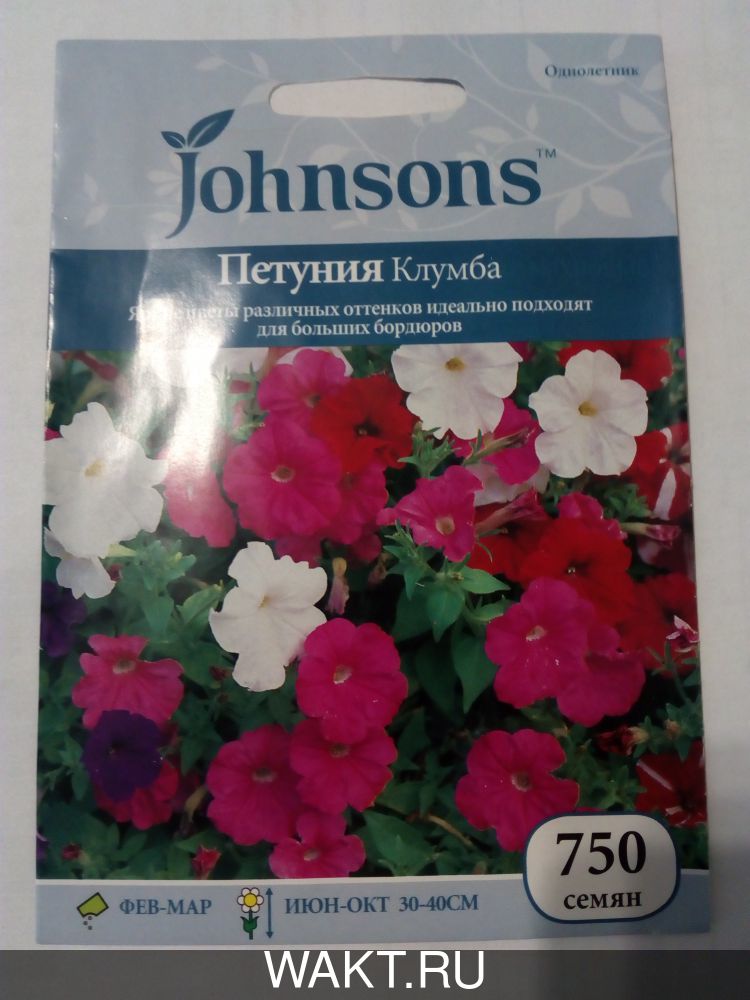 Однолетник
Johnsons™
Петуния Клумба
цветы различных оттенков идеально подходят
для больших бордюров
750
семян
ФЕВ-МАР
ИЮН-ОКТ 30-40СМ
WAKT.RU